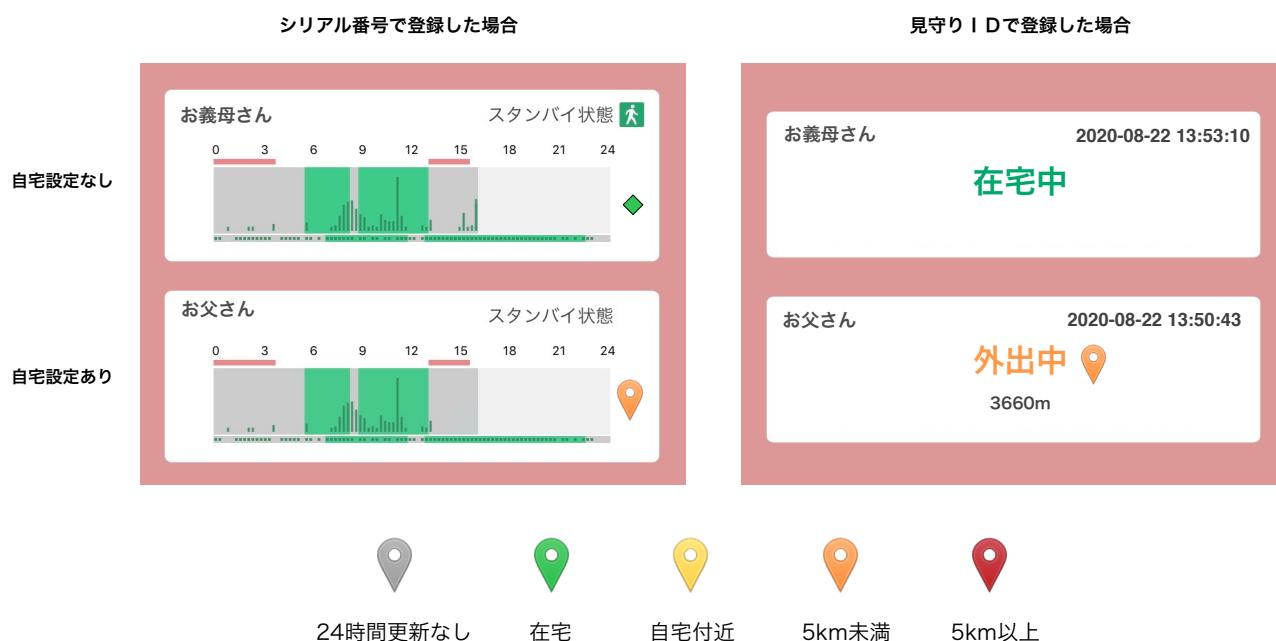 シリアル番号で登録した場合
見守りIDで登録した場合
自宅設定なし
お義母さん
スタンバイ状態
0 3 6 9 12 15 18 21 24
お義母さん
2020-08-22 13:53:10
在宅中
自宅設定あり
お父さん
スタンバイ状態
0 3 6 9 12 15 18 21 24
お父さん
2020-08-22 13:50:43
外出中
3660m
24時間更新なし
在宅
自宅付近
5km未満
5km以上